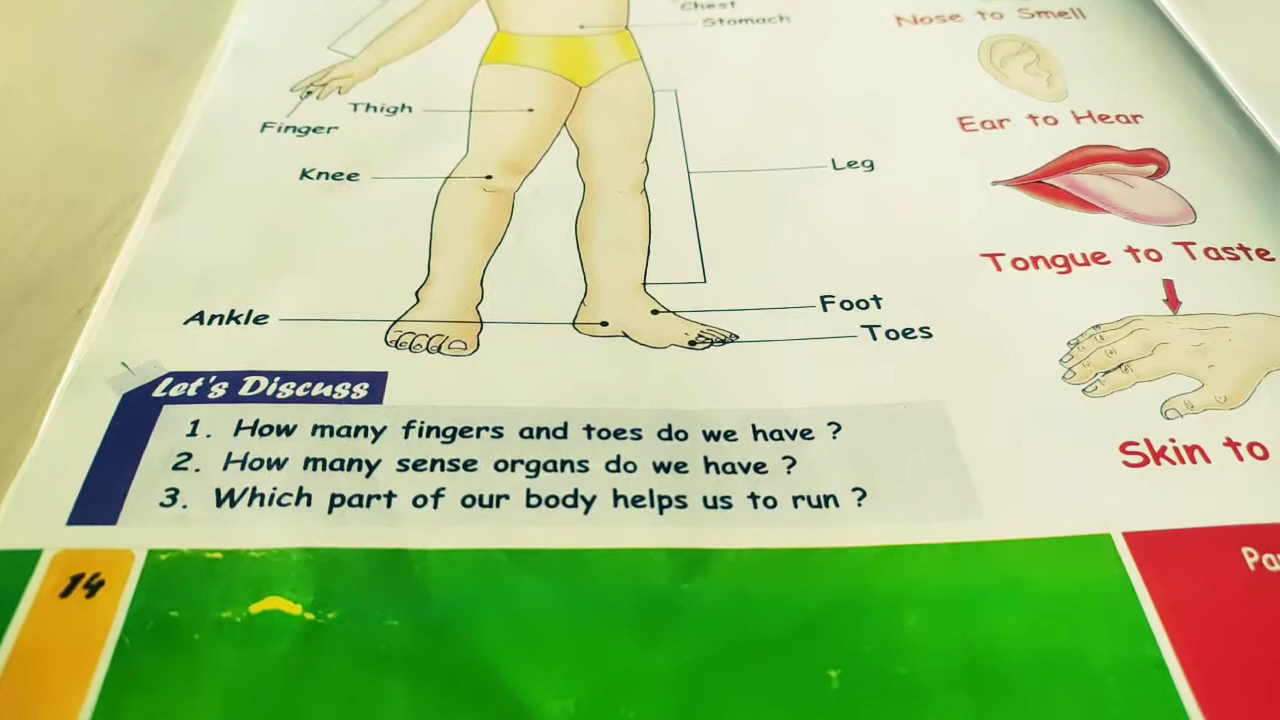 Chest
Stomach
Thigh
Finger
Knee
Leg
Ankle
Foot
Toes
Nose to Smell
Ear to Hear
Tongue to Taste
Skin to
Let's Discuss
1. How many fingers and toes do we have ?
2. How many sense organs do we have ?
3. Which part of our body helps us to run ?
14